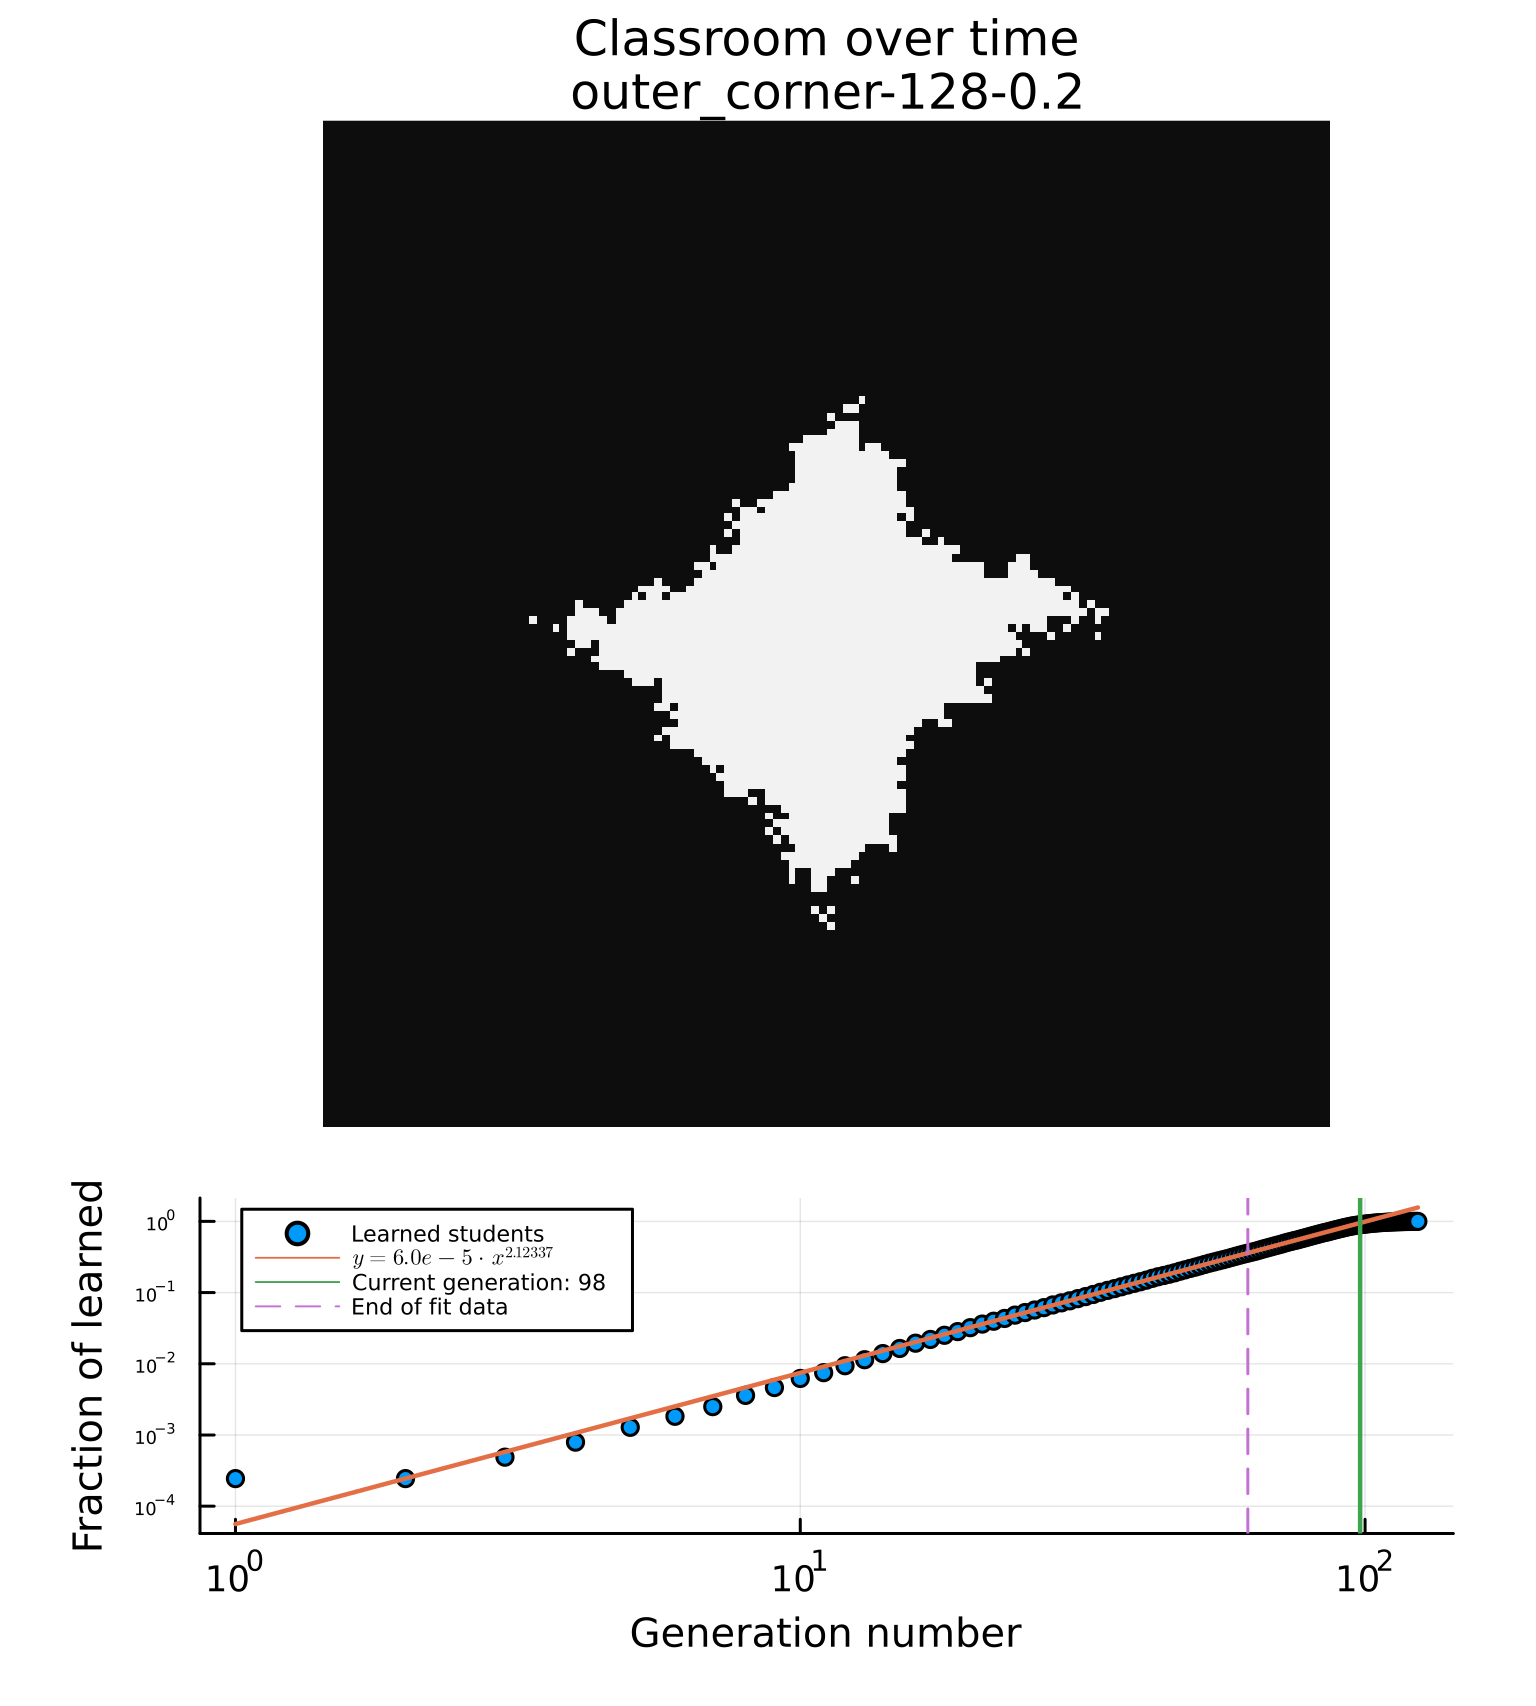 Classroom over time
outer_corner-128-0.2
Fraction of learned
10^0
10^-1
10^-2
10^-3
10^-4
Learned students
y = 6.0e − 5 · x^2.12337
Current generation: 98
End of fit data
10^0 10^1 10^2
Generation number